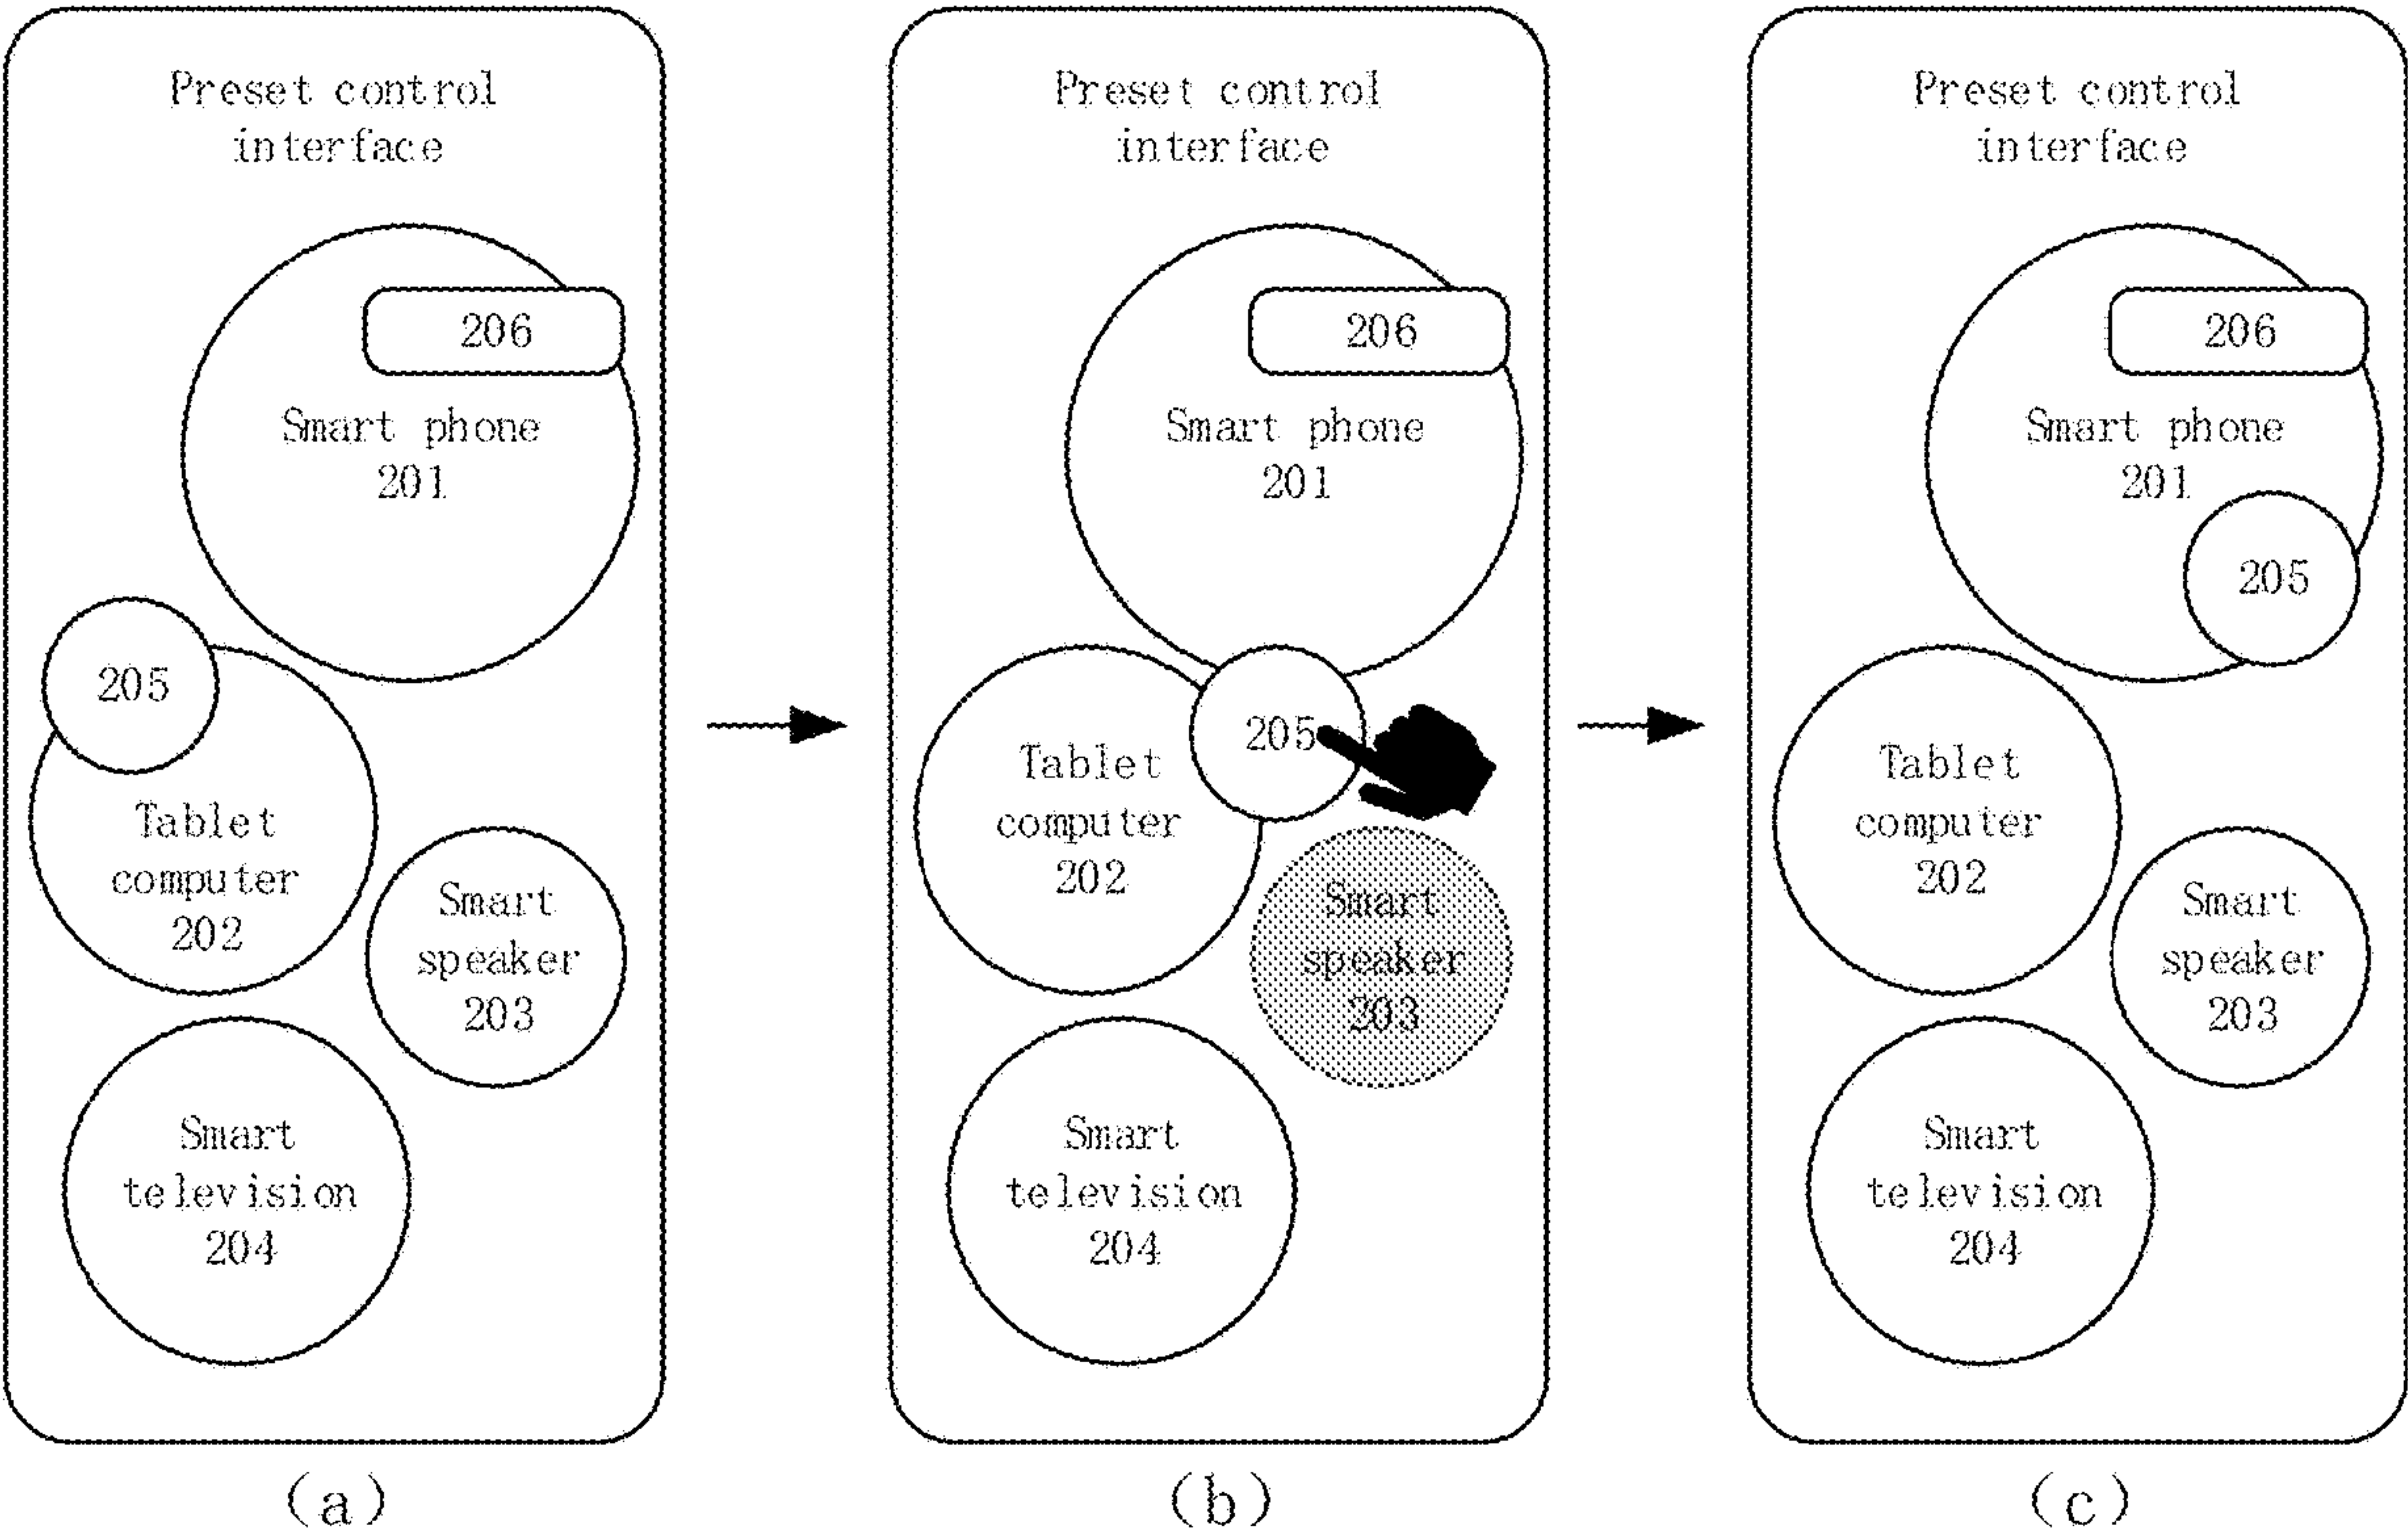 Preset control
interface
206
Smart phone
201
205
Tablet
computer
202
Smart
speaker
203
Smart
television
204
(a)
Preset control
interface
206
Smart phone
201
205
Tablet
computer
202
Smart
speaker
203
Smart
television
204
(b)
Preset control
interface
206
Smart phone
201
205
Tablet
computer
202
Smart
speaker
203
Smart
television
204
(c)